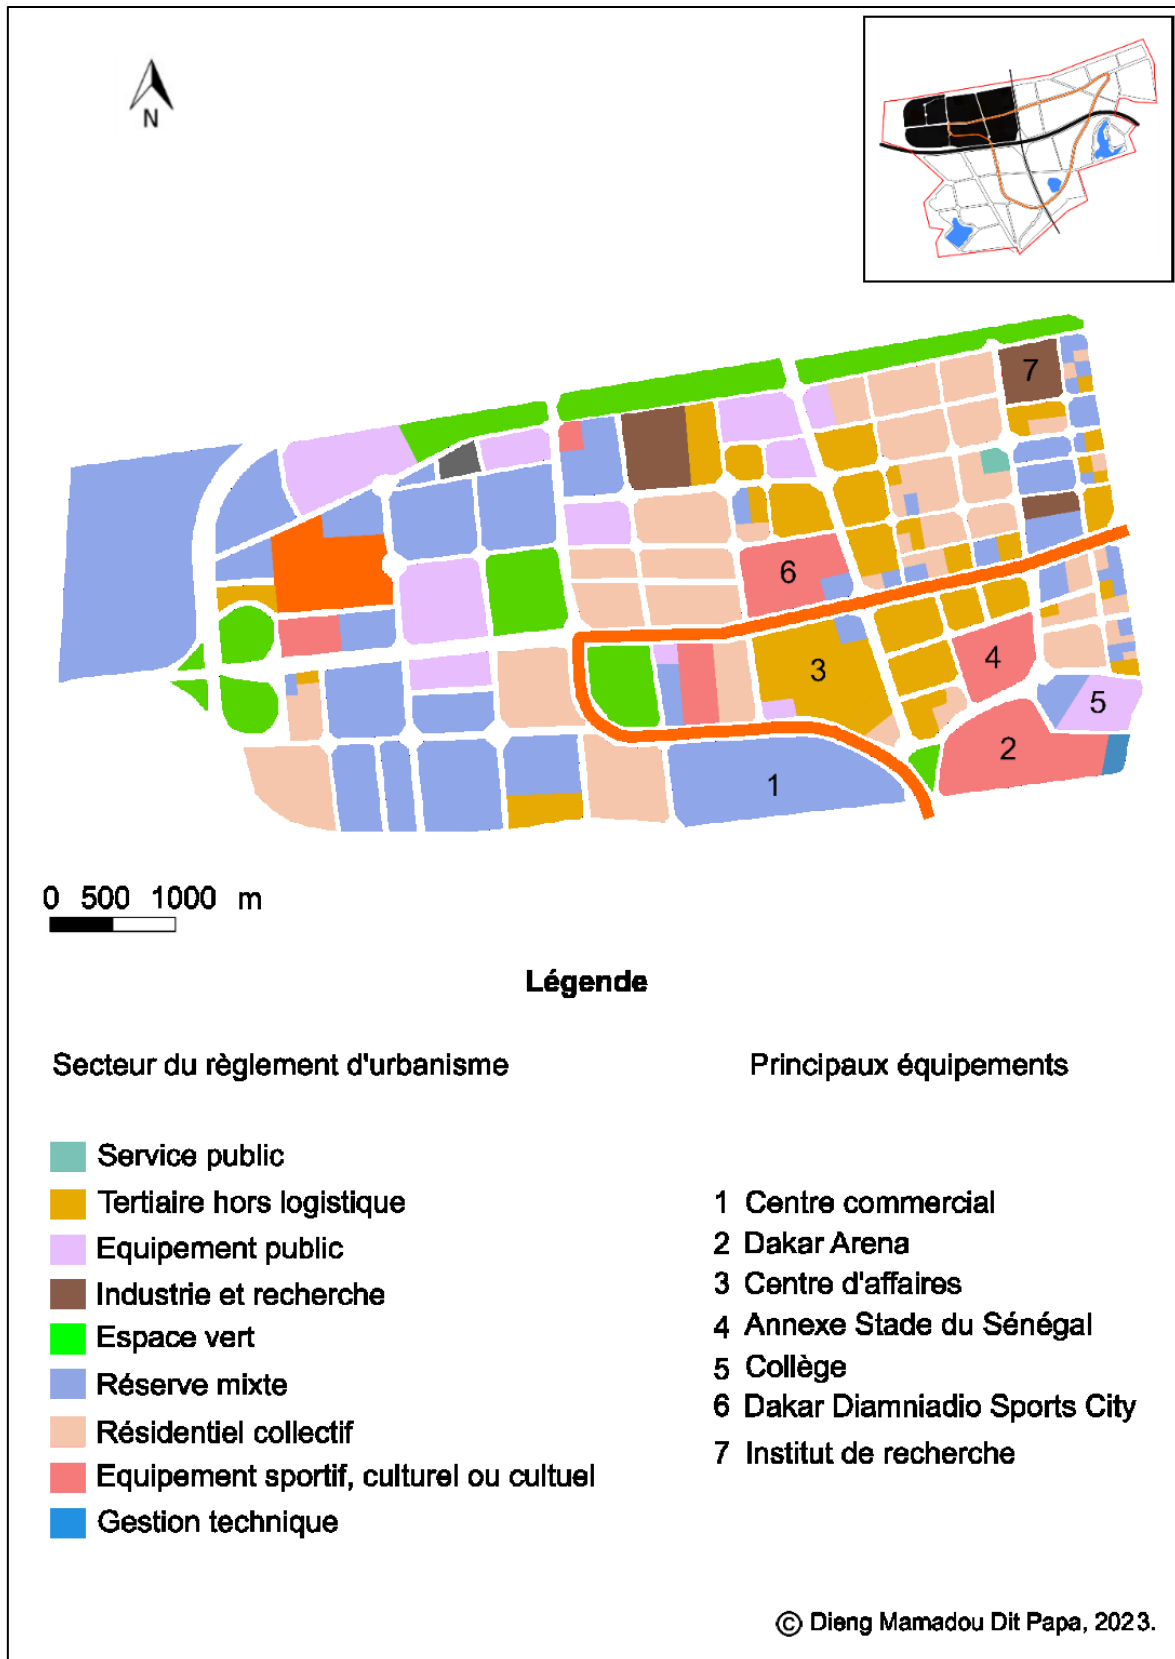 N
7
6
3
4
5
2
1
0 500 1000 m
Légende
Secteur du règlement d'urbanisme
Service public
Tertiaire hors logistique
Equipement public
Industrie et recherche
Espace vert
Réserve mixte
Résidentiel collectif
Equipement sportif, culturel ou cultuel
Gestion technique
Principaux équipements
1 Centre commercial
2 Dakar Arena
3 Centre d'affaires
4 Annexe Stade du Sénégal
5 Collège
6 Dakar Diamniadio Sports City
7 Institut de recherche
© Dieng Mamadou Dit Papa, 2023.